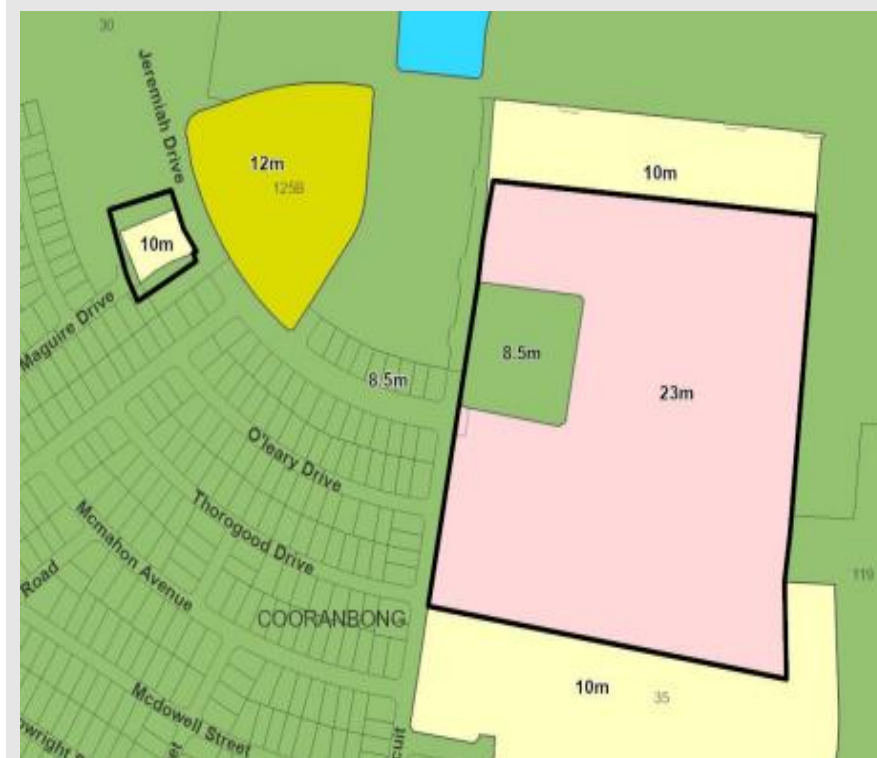 30
Jeremiah Drive
12m
125B
10m
10m
Maguire Drive
8.5m
8.5m
23m
O'leary Drive
Thorogood Drive
Mcmahon Avenue
Road
119
COORANBONG
10m
35
Mcdowell Street